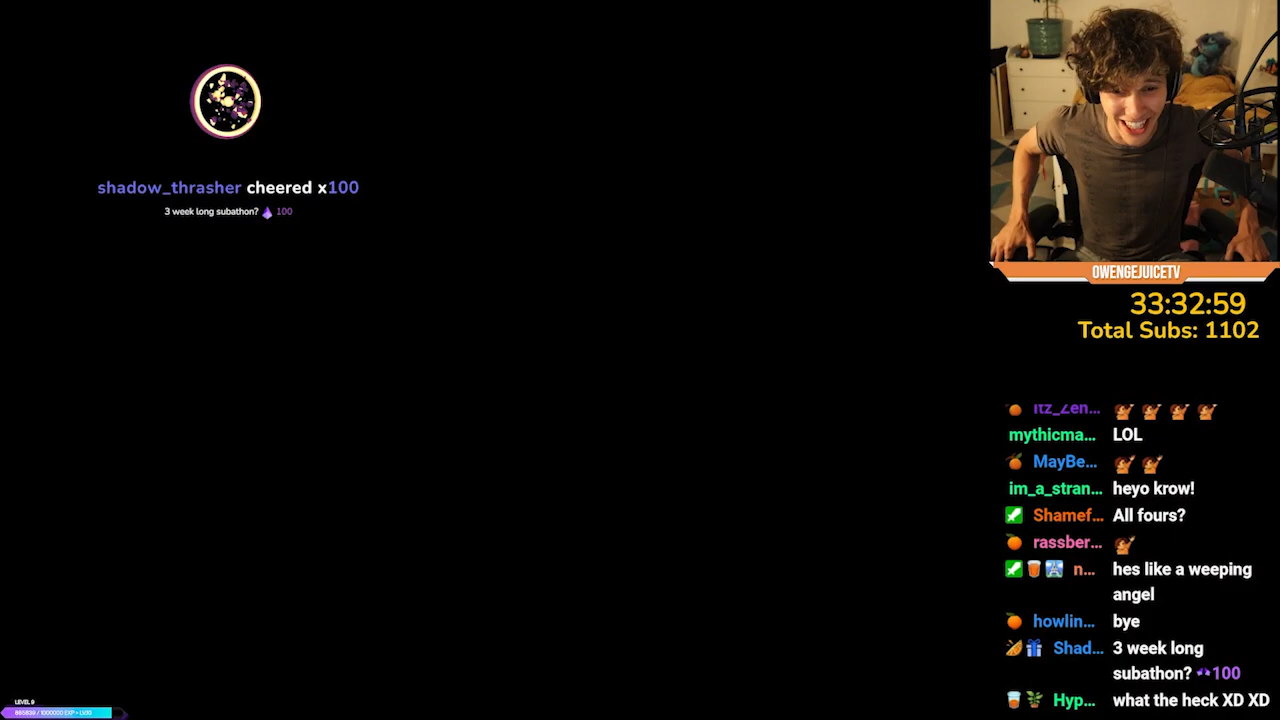 shadow_thrasher cheered x100
3 week long subathon? 100
OWENGEJUICETV
33:32:59
Total Subs: 1102
itz_Zen...
mythicma... LOL
MayBe...
im_a_stran... heyo krow!
Shamef... All fours?
rassber...
n... hes like a weeping
angel
howlin... bye
Shad... 3 week long
subathon? 100
Hyp... what the heck XD XD
LEVEL 9